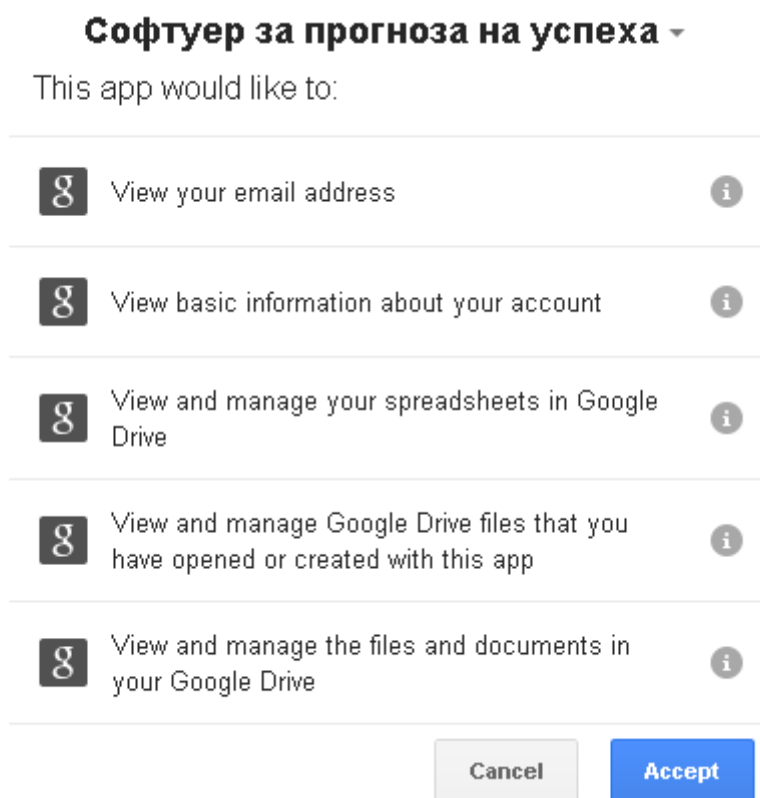 Софтуер за прогноза на успеха
This app would like to:
g View your email address i
g View basic information about your account i
g View and manage your spreadsheets in Google
Drive i
g View and manage Google Drive files that you
have opened or created with this app i
g View and manage the files and documents in
your Google Drive i
Cancel Accept